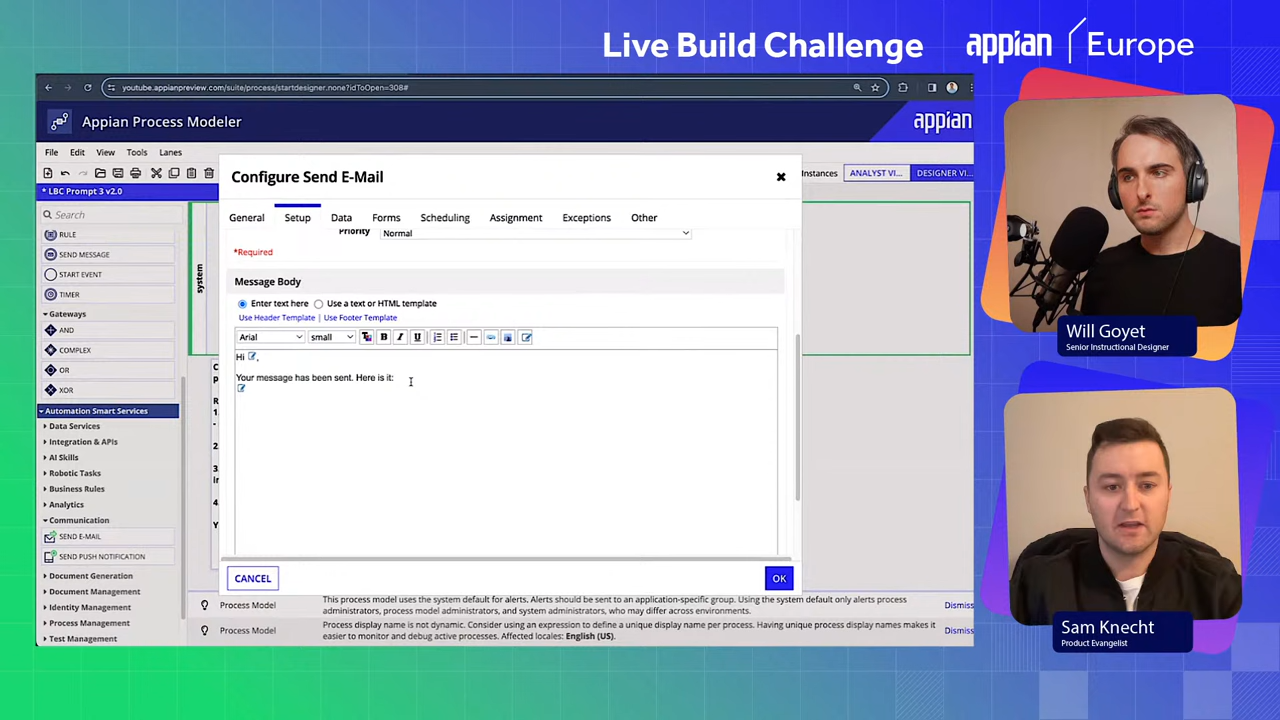 Live Build Challenge
appian
Europe
youtube.appianpreview.com/suite/process/startdesigner.none?idToOpen=308#
Appian Process Modeler
appian
File Edit View Tools Lanes
Instances
ANALYST VI...
DESIGNER VI...
* LBC Prompt 3 v2.0
Search
RULE
SEND MESSAGE
START EVENT
TIMER
Gateways
AND
COMPLEX
OR
XOR
Automation Smart Services
Data Services
Integration & APIs
AI Skills
Robotic Tasks
Business Rules
Analytics
Communication
SEND E-MAIL
SEND PUSH NOTIFICATION
Document Generation
Document Management
Identity Management
Process Management
Test Management
system
Configure Send E-Mail
General Setup Data Forms Scheduling Assignment Exceptions Other
Priority
Normal
*Required
Message Body
Enter text here Use a text or HTML template
Use Header Template | Use Footer Template
Arial
small
B I U
Hi ,
Your message has been sent. Here is it:
CANCEL
OK
Process Model
This process model uses the system default for alerts. Alerts should be sent to an application-specific group. Using the system default only alerts process
administrators, process model administrators, and system administrators, who may differ across environments.
Dismiss
Process Model
Process display name is not dynamic. Consider using an expression to define a unique display name per process. Having unique process display names makes it
easier to monitor and debug active processes. Affected locales: English (US).
Dismiss
Will Goyet
Senior Instructional Designer
Sam Knecht
Product Evangelist